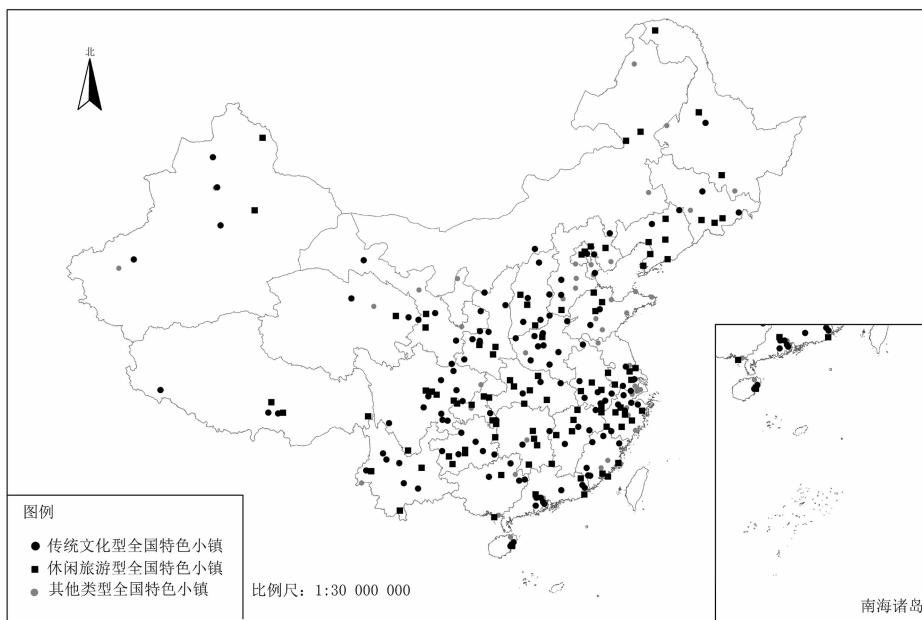 北
图例
传统文化型全国特色小镇
休闲旅游型全国特色小镇
其他类型全国特色小镇
比例尺：1:30 000 000
南海诸岛